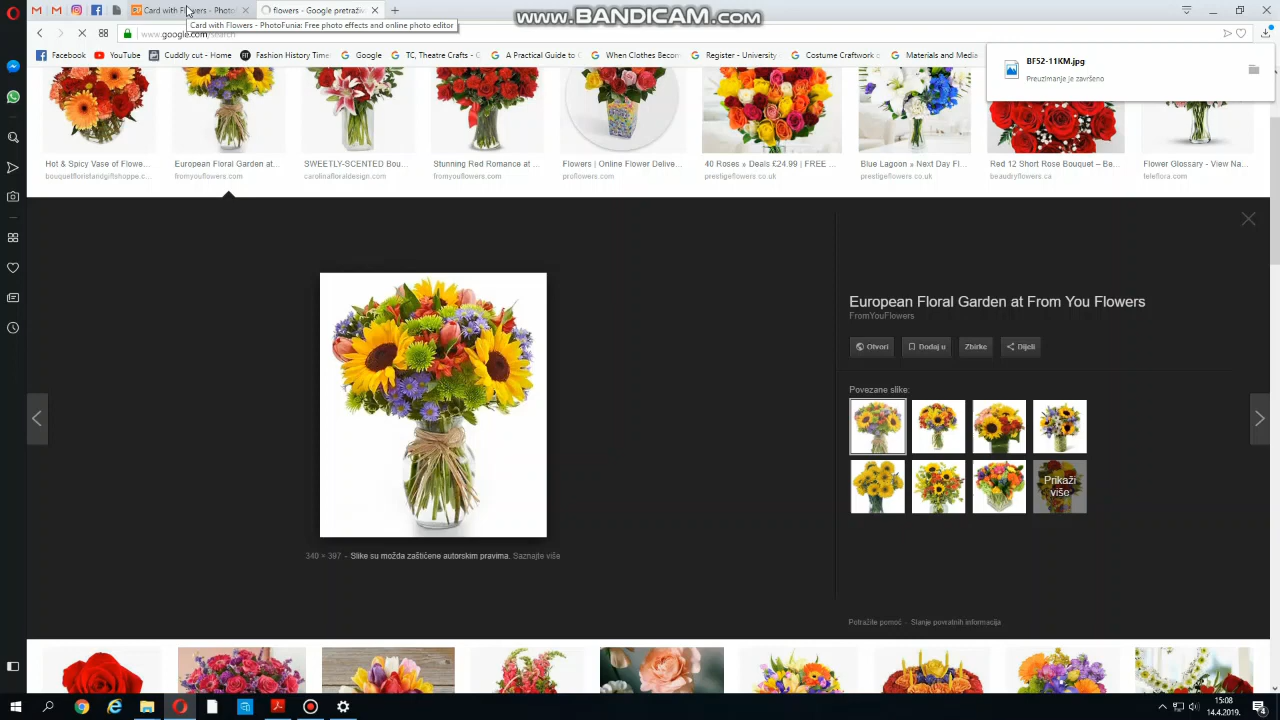 Card with Flowers - Phot
flowers - Google pretraži
www.BANDICAM.com
Card with Flowers - PhotoFunia: Free photo effects and online photo editor
www.google.com/search
Facebook
YouTube
Cuddly cur - Home
Fashion History Timeline
Google
TC, Theatre Crafts - G
A Practical Guide to C
When Clothes Becom
Register - University
Costume Craftwork o
Materials and Media
BF52-11KM.jpg
Preuzimanje je završeno
Hot & Spicy Vase of Flowe...
European Floral Garden at...
SWEETLY-SCENTED Bou...
Stunning Red Romance at ...
Flowers | Online Flower Delive...
40 Roses » Deals £24.99 | FREE ...
Blue Lagoon » Next Day Fl...
Red 12 Short Rose Bouquet – Be...
Flower Glossary - View Na...
bouquetfloristandgiftshoppe.c...
fromyouflowers.com
carolinafloraldesign.com
fromyouflowers.com
proflowers.com
prestigeflowers.co.uk
prestigeflowers.co.uk
beaudryflowers.ca
teleflora.com
European Floral Garden at From You Flowers
FromYouFlowers
Otvori
Dodaj u
Zbirke
Dijeli
Povezane slike:
Prikaži
više
340 × 397 - Slike su možda zaštićene autorskim pravima. Saznajte više
Potražite pomoć - Slanje povratnih informacija
15:08
14.4.2019.
4